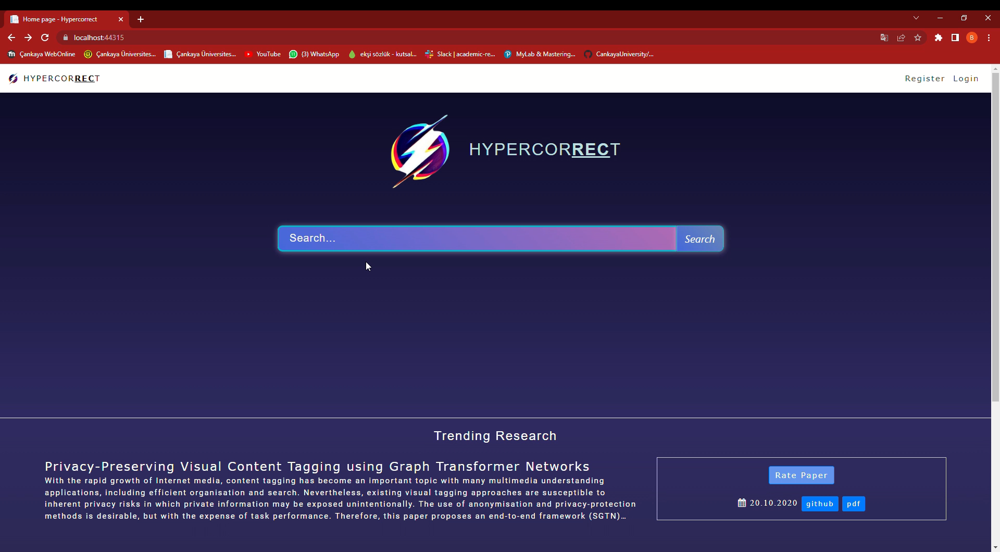 Home page - Hypercorrect
localhost:44315
B
Çankaya WebOnline Çankaya Üniversites... Çankaya Üniversites... YouTube (3) WhatsApp ekşi sözlük - kutsal... Slack | academic-re... MyLab & Mastering... CankayaUniversity/...
HYPERCORRECT Register Login
HYPERCORRECT
Search... Search
Trending Research
Privacy-Preserving Visual Content Tagging using Graph Transformer Networks
With the rapid growth of Internet media, content tagging has become an important topic with many multimedia understanding
applications, including efficient organisation and search. Nevertheless, existing visual tagging approaches are susceptible to
inherent privacy risks in which private information may be exposed unintentionally. The use of anonymisation and privacy-protection
methods is desirable, but with the expense of task performance. Therefore, this paper proposes an end-to-end framework (SGTN)...
Rate Paper
20.10.2020 github pdf